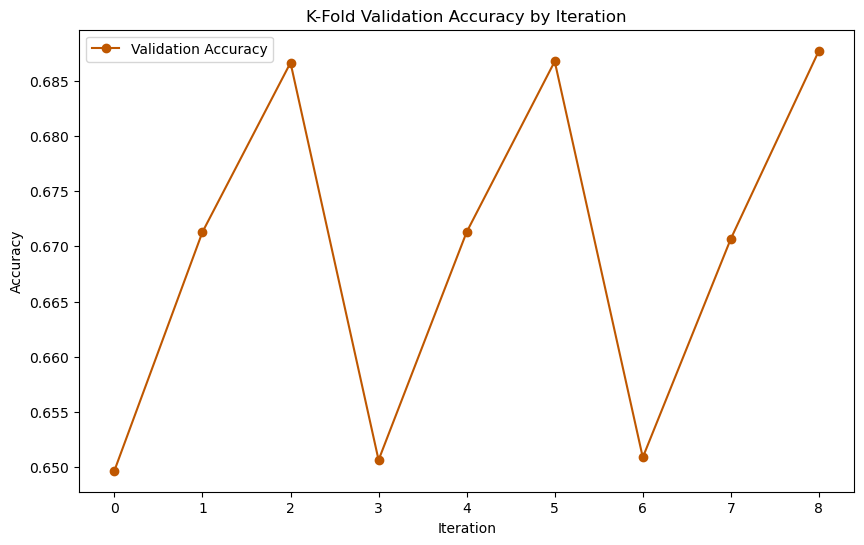 K-Fold Validation Accuracy by Iteration
Validation Accuracy
0.685
0.680
0.675
0.670
0.665
0.660
0.655
0.650
Accuracy
0 1 2 3 4 5 6 7 8
Iteration